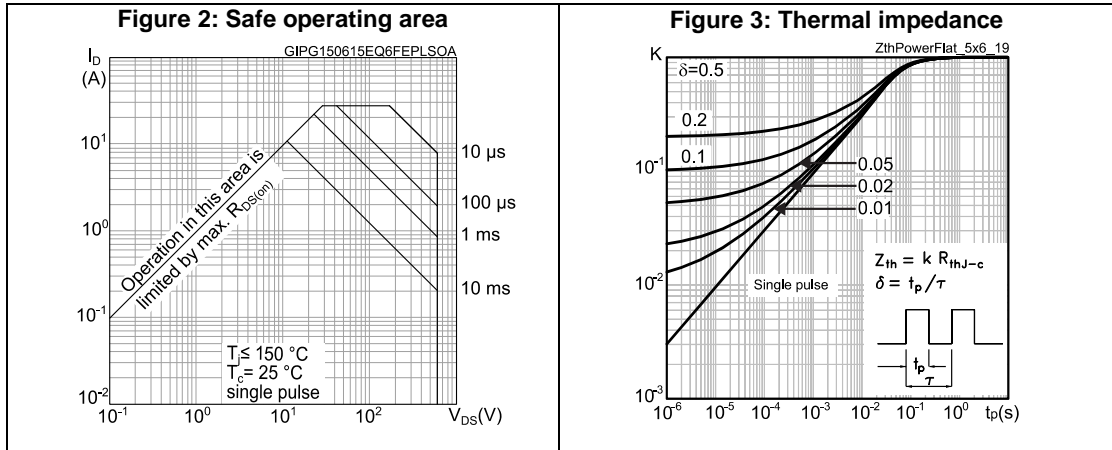 Figure 2: Safe operating area
GIPG150615EQ6FEPLSOA
I_D
(A)
10^1
10^0
10^-1
10^-2
Operation in this area is
limited by max. R_DS(on)
10 µs
100 µs
1 ms
10 ms
T_j≤ 150 °C
T_c= 25 °C
single pulse
10^-1
10^0
10^1
10^2
V_DS(V)
Figure 3: Thermal impedance
ZthPowerFlat_5x6_19
K
δ=0.5
0.2
0.1
0.05
0.02
0.01
10^-1
10^-2
10^-3
Single pulse
Z_th = k R_thJ-c
δ = t_p/τ
t_p
τ
10^-6
10^-5
10^-4
10^-3
10^-2
10^-1
10^0
t_p(s)